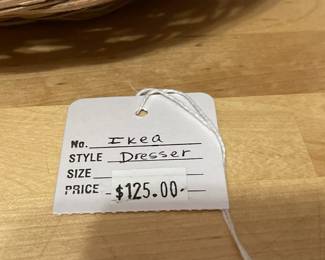 No. Ikea
STYLE Dresser
SIZE
PRICE $125.00